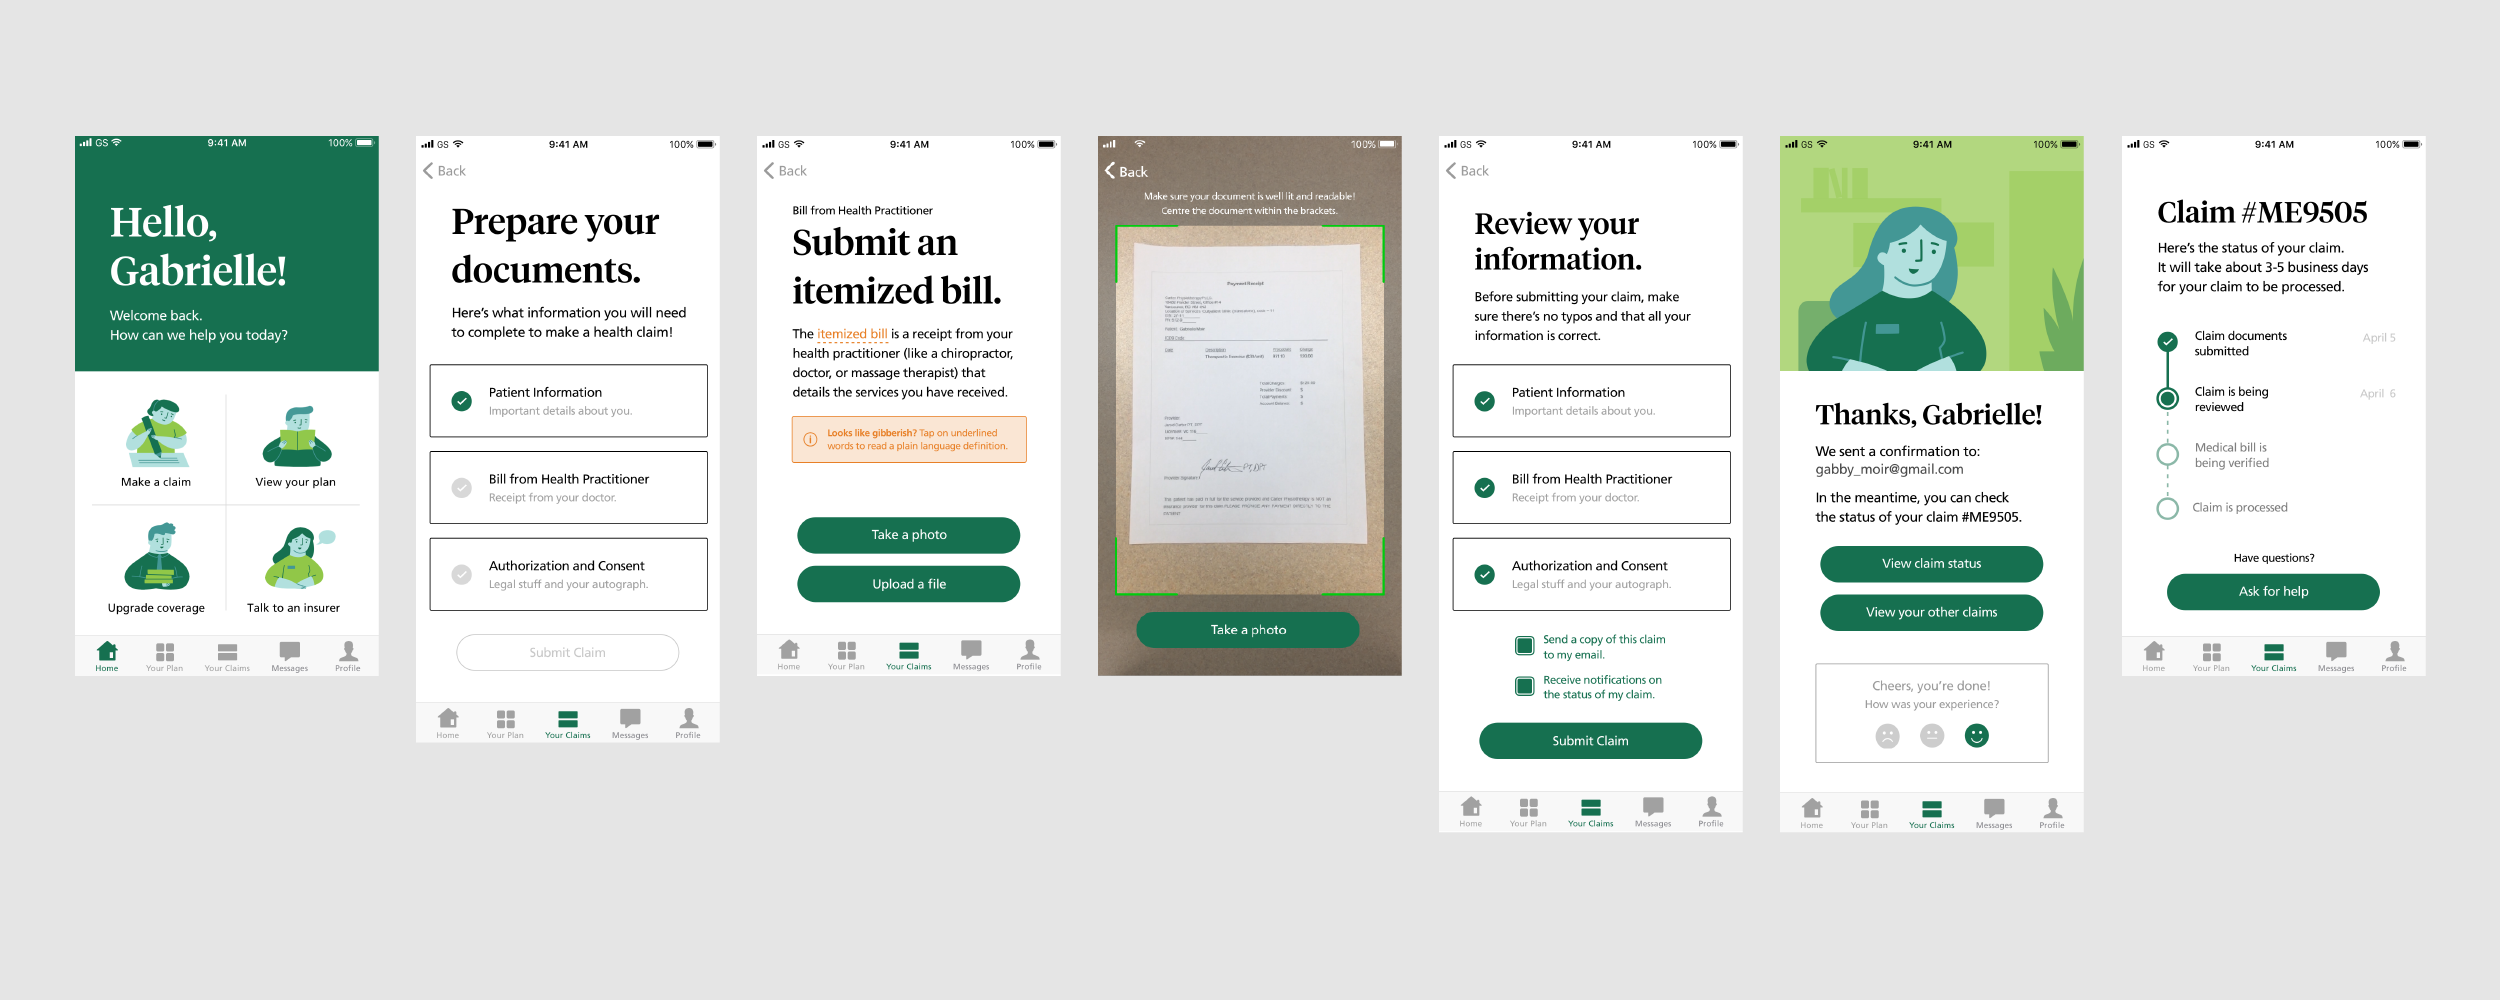 GS
9:41 AM
100%
Hello,
Gabrielle!
Welcome back.
How can we help you today?
Make a claim
View your plan
Upgrade coverage
Talk to an insurer
Home
Your Plan
Your Claims
Messages
Profile
GS
9:41 AM
100%
Back
Prepare your
documents.
Here's what information you will need
to complete to make a health claim!
Patient Information
Important details about you.
Bill from Health Practitioner
Receipt from your doctor.
Authorization and Consent
Legal stuff and your autograph.
Submit Claim
Home
Your Plan
Your Claims
Messages
Profile
GS
9:41 AM
100%
Back
Bill from Health Practitioner
Submit an
itemized bill.
The itemized bill is a receipt from your
health practitioner (like a chiropractor,
doctor, or massage therapist) that
details the services you have received.
Looks like gibberish? Tap on underlined
words to read a plain language definition.
Take a photo
Upload a file
Home
Your Plan
Your Claims
Messages
Profile
100%
Back
Make sure your document is well lit and readable!
Centre the document within the brackets.
Payment Receipt
Take a photo
GS
9:41 AM
100%
Back
Review your
information.
Before submitting your claim, make
sure there's no typos and that all your
information is correct.
Patient Information
Important details about you.
Bill from Health Practitioner
Receipt from your doctor.
Authorization and Consent
Legal stuff and your autograph.
Send a copy of this claim
to my email.
Receive notifications on
the status of my claim.
Submit Claim
Home
Your Plan
Your Claims
Messages
Profile
GS
9:41 AM
100%
Thanks, Gabrielle!
We sent a confirmation to:
gabby_moir@gmail.com
In the meantime, you can check
the status of your claim #ME9505.
View claim status
View your other claims
Cheers, you're done!
How was your experience?
Home
Your Plan
Your Claims
Messages
Profile
GS
9:41 AM
100%
Claim #ME9505
Here's the status of your claim.
It will take about 3-5 business days
for your claim to be processed.
Claim documents
submitted
April 5
Claim is being
reviewed
April 6
Medical bill is
being verified
Claim is processed
Have questions?
Ask for help
Home
Your Plan
Your Claims
Messages
Profile